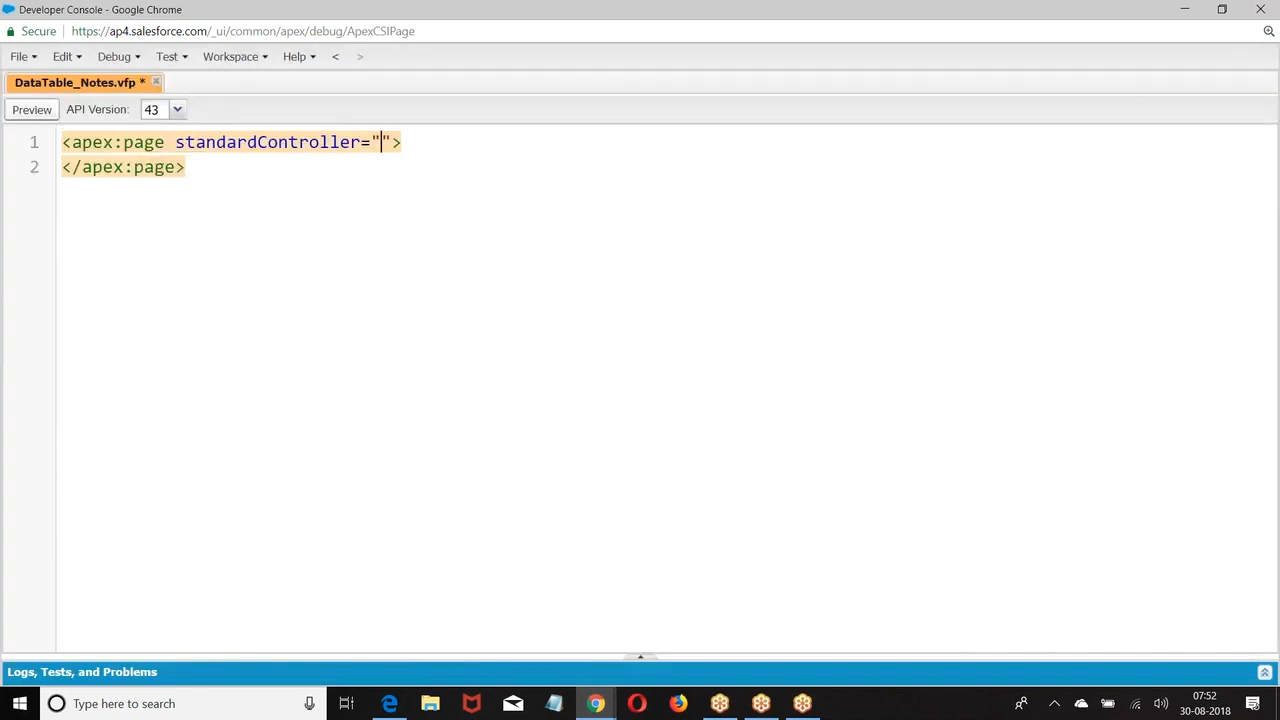 Developer Console - Google Chrome
Secure https://ap4.salesforce.com/_ui/common/apex/debug/ApexCSIPage
File Edit Debug Test Workspace Help < >
DataTable_Notes.vfp *
Preview API Version: 43
1 <apex:page standardController="">
2 </apex:page>
Logs, Tests, and Problems
Type here to search
07:52
30-08-2018